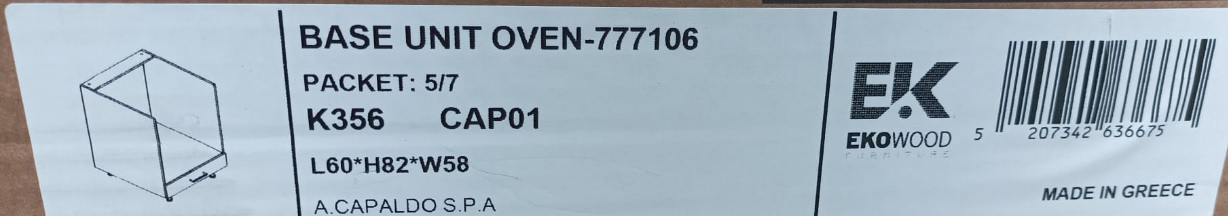 BASE UNIT OVEN-777106
PACKET: 5/7
K356 CAP01
L60*H82*W58
A.CAPALDO S.P.A
EK
EKOWOOD
FURNITURE
5 207342 636675
MADE IN GREECE